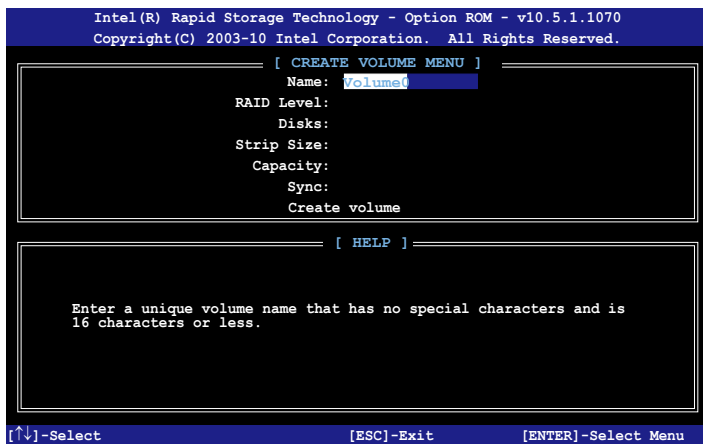 Intel(R) Rapid Storage Technology - Option ROM - v10.5.1.1070
Copyright(C) 2003-10 Intel Corporation.  All Rights Reserved.
[ CREATE VOLUME MENU ]
Name: Volume0
RAID Level:
Disks:
Strip Size:
Capacity:
Sync:
Create volume
[ HELP ]
Enter a unique volume name that has no special characters and is
16 characters or less.
[↑↓]-Select [ESC]-Exit [ENTER]-Select Menu